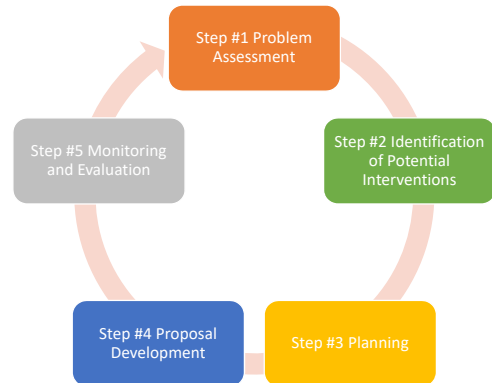 Step #1 Problem
Assessment
Step #2 Identification
of Potential
Interventions
Step #3 Planning
Step #4 Proposal
Development
Step #5 Monitoring
and Evaluation